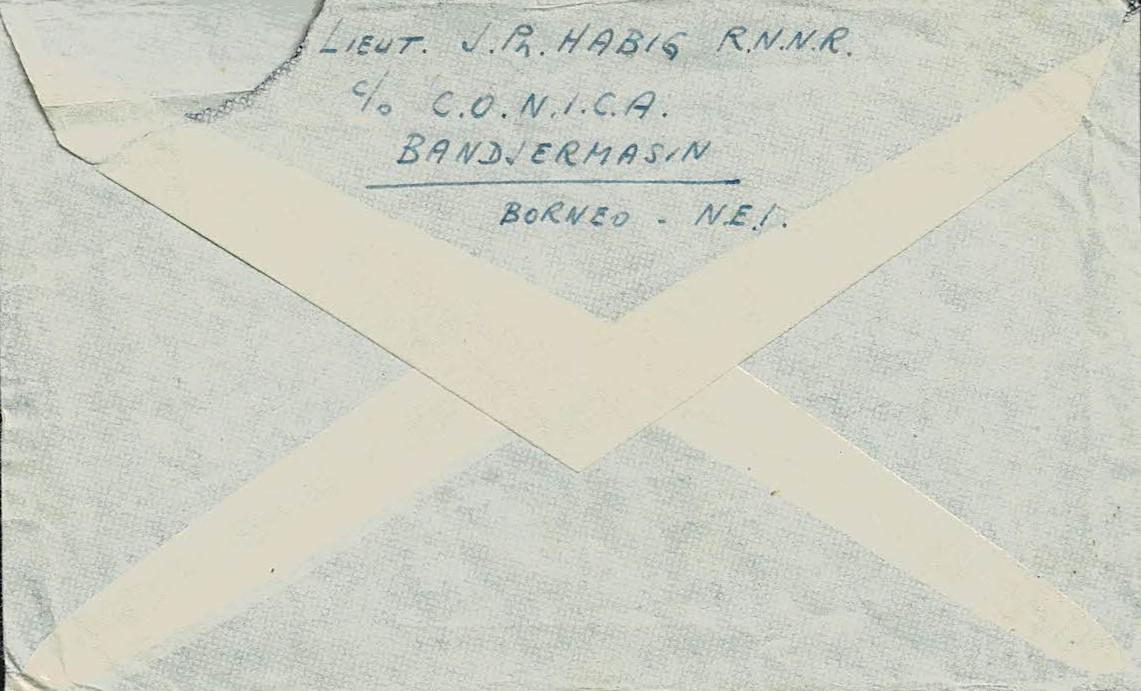 LIEUT. J.Ph. HABIG R.N.N.R.
c/o C.O.N.I.C.A.
BANDJERMASIN
BORNEO - N.E.I.